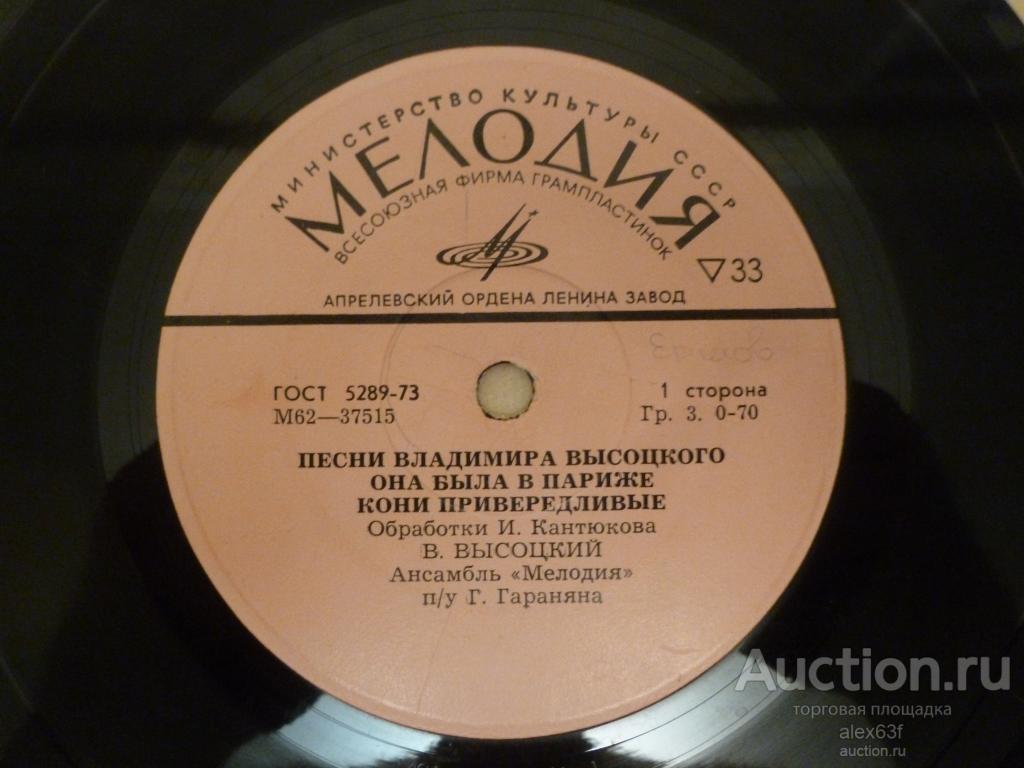 МИНИСТЕРСТВО КУЛЬТУРЫ СССР
МЕЛОДИЯ
ВСЕСОЮЗНАЯ ФИРМА ГРАМПЛАСТИНОК
33
АПРЕЛЕВСКИЙ ОРДЕНА ЛЕНИНА ЗАВОД
ГОСТ 5289-73
М62—37515
1 сторона
Гр. 3. 0-70
ПЕСНИ ВЛАДИМИРА ВЫСОЦКОГО
ОНА БЫЛА В ПАРИЖЕ
КОНИ ПРИВЕРЕДЛИВЫЕ
Обработки И. Кантюкова
В. ВЫСОЦКИЙ
Ансамбль «Мелодия»
п/у Г. Гараняна
Auction.ru
торговая площадка
alex63f
auction.ru